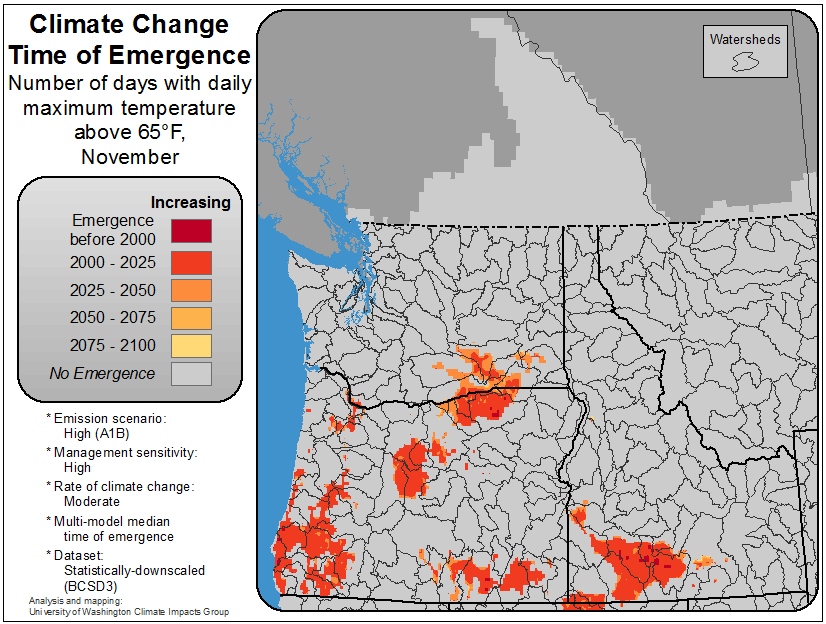 Climate Change
Time of Emergence
Number of days with daily
maximum temperature
above 65°F,
November
Increasing
Emergence
before 2000
2000 - 2025
2025 - 2050
2050 - 2075
2075 - 2100
No Emergence
* Emission scenario:
High (A1B)
* Management sensitivity:
High
* Rate of climate change:
Moderate
* Multi-model median
time of emergence
* Dataset:
Statistically-downscaled
(BCSD3)
Analysis and mapping:
University of Washington Climate Impacts Group
Watersheds